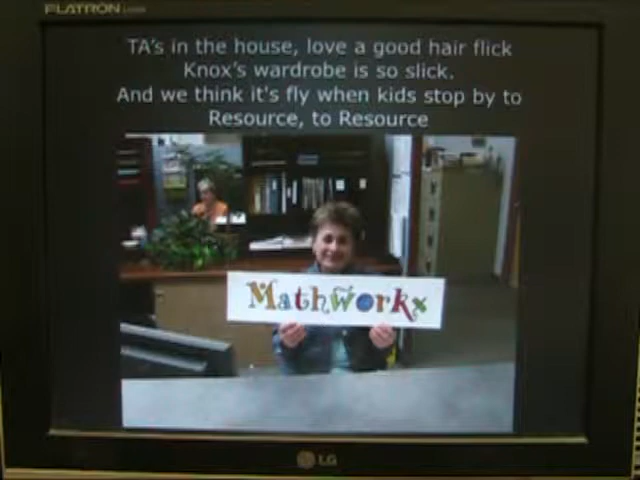 FLATRON
TA's in the house, love a good hair flick
Knox's wardrobe is so slick.
And we think it's fly when kids stop by to
Resource, to Resource
Mathworkx
LG